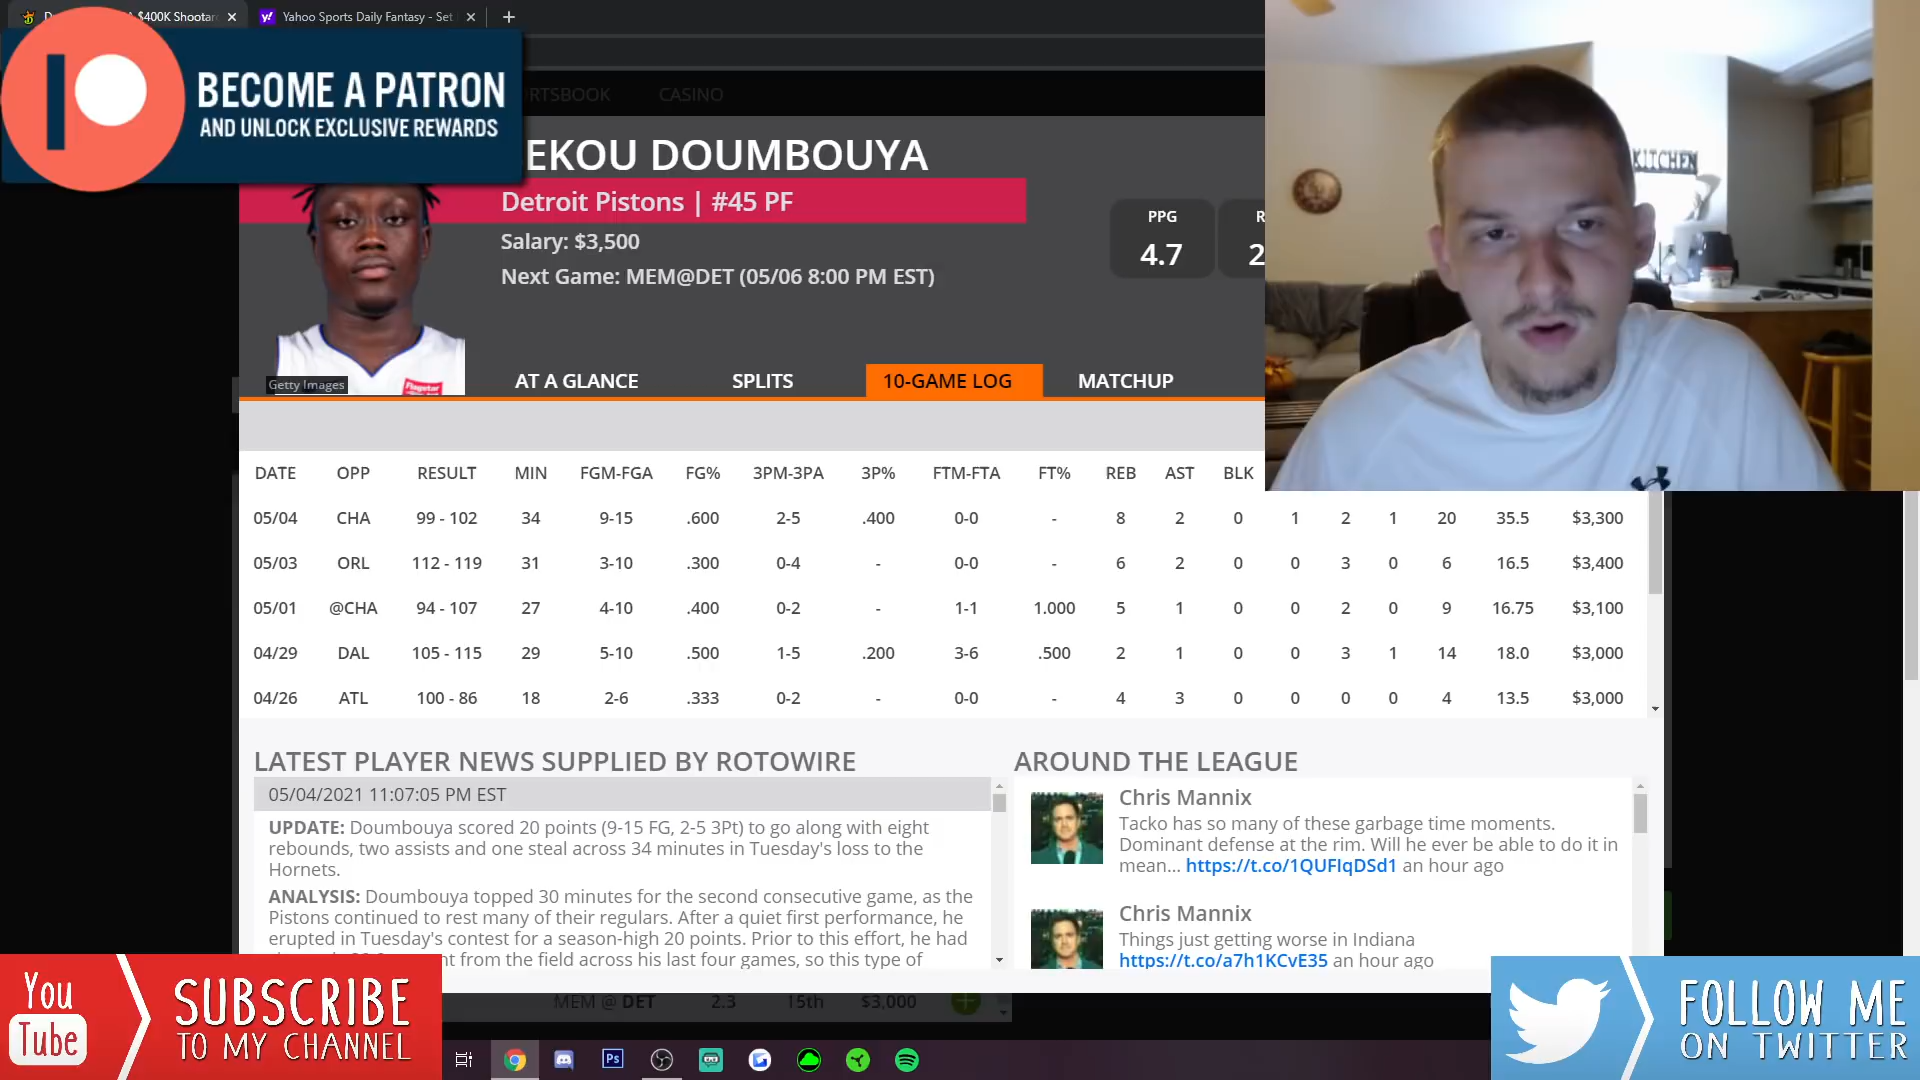 $400K Shootar
Yahoo Sports Daily Fantasy - Set
BECOME A PATRON
AND UNLOCK EXCLUSIVE REWARDS
RTSBOOK
CASINO
EKOU DOUMBOUYA
Detroit Pistons | #45 PF
Salary: $3,500
Next Game: MEM@DET (05/06 8:00 PM EST)
PPG
R
4.7
2
KITCHEN
Flagstar
Getty Images
AT A GLANCE SPLITS 10-GAME LOG MATCHUP
DATE OPP RESULT MIN FGM-FGA FG% 3PM-3PA 3P% FTM-FTA FT% REB AST BLK
05/04 CHA 99 - 102 34 9-15 .600 2-5 .400 0-0 - 8 2 0 1 2 1 20 35.5 $3,300
05/03 ORL 112 - 119 31 3-10 .300 0-4 - 0-0 - 6 2 0 0 3 0 6 16.5 $3,400
05/01 @CHA 94 - 107 27 4-10 .400 0-2 - 1-1 1.000 5 1 0 0 2 0 9 16.75 $3,100
04/29 DAL 105 - 115 29 5-10 .500 1-5 .200 3-6 .500 2 1 0 0 3 1 14 18.0 $3,000
04/26 ATL 100 - 86 18 2-6 .333 0-2 - 0-0 - 4 3 0 0 0 0 4 13.5 $3,000
LATEST PLAYER NEWS SUPPLIED BY ROTOWIRE
05/04/2021 11:07:05 PM EST
UPDATE: Doumbouya scored 20 points (9-15 FG, 2-5 3Pt) to go along with eight
rebounds, two assists and one steal across 34 minutes in Tuesday's loss to the
Hornets.
ANALYSIS: Doumbouya topped 30 minutes for the second consecutive game, as the
Pistons continued to rest many of their regulars. After a quiet first performance, he
erupted in Tuesday's contest for a season-high 20 points. Prior to this effort, he had
from the field across his last four games, so this type of
AROUND THE LEAGUE
Chris Mannix
Tacko has so many of these garbage time moments.
Dominant defense at the rim. Will he ever be able to do it in
mean... https://t.co/1QUFIqDSd1 an hour ago
Chris Mannix
Things just getting worse in Indiana
https://t.co/a7h1KCvE35 an hour ago
MEM @ DET 2.3 15th $3,000
You
Tube
SUBSCRIBE
TO MY CHANNEL
Ps
FOLLOW ME
ON TWITTER